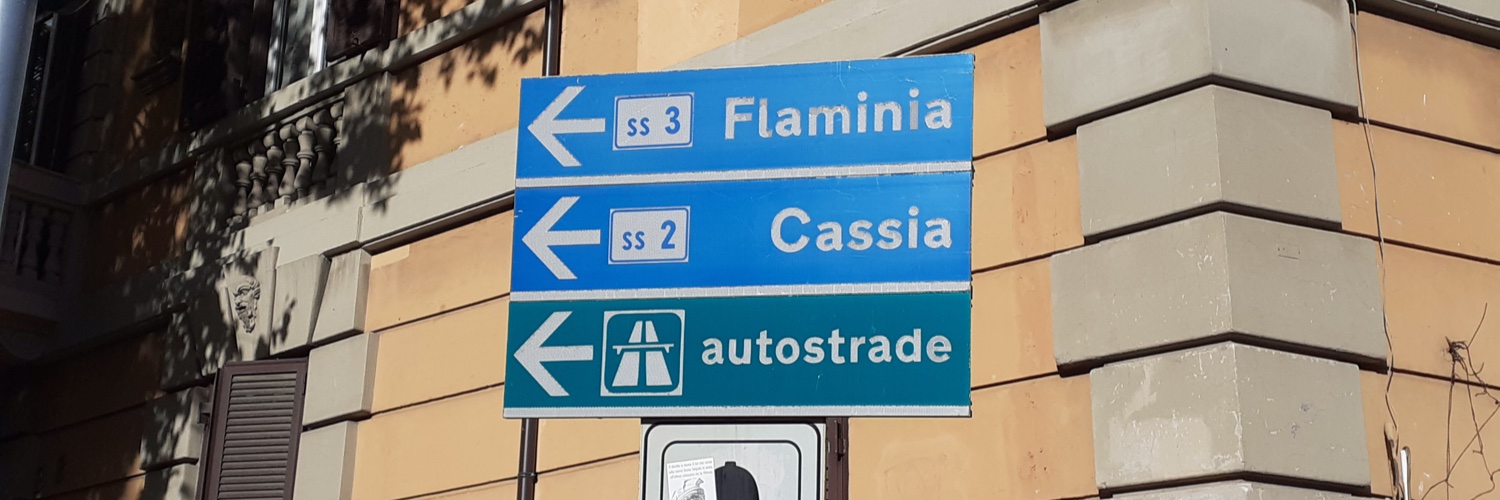 ss 3 Flaminia
ss 2 Cassia
autostrade